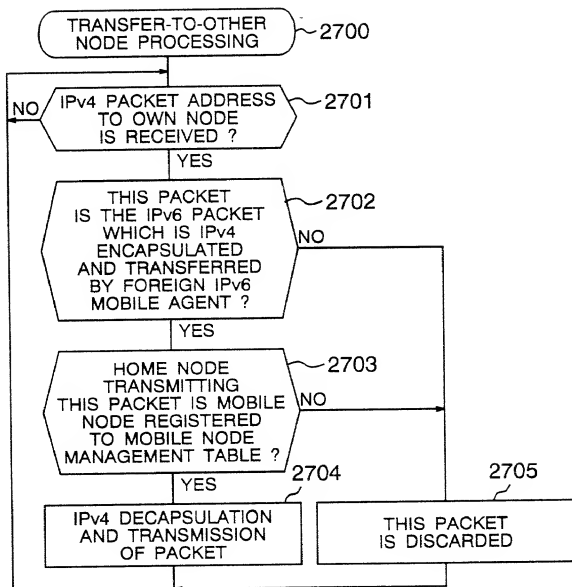 TRANSFER-TO-OTHER
NODE PROCESSING
2700
IPv4 PACKET ADDRESS
TO OWN NODE
IS RECEIVED ?
2701
NO
YES
THIS PACKET
IS THE IPv6 PACKET
WHICH IS IPv4
ENCAPSULATED
AND TRANSFERRED
BY FOREIGN IPv6
MOBILE AGENT ?
2702
NO
YES
HOME NODE
TRANSMITTING
THIS PACKET IS MOBILE
NODE REGISTERED
TO MOBILE NODE
MANAGEMENT TABLE ?
2703
NO
YES
2704
IPv4 DECAPSULATION
AND TRANSMISSION
OF PACKET
2705
THIS PACKET
IS DISCARDED